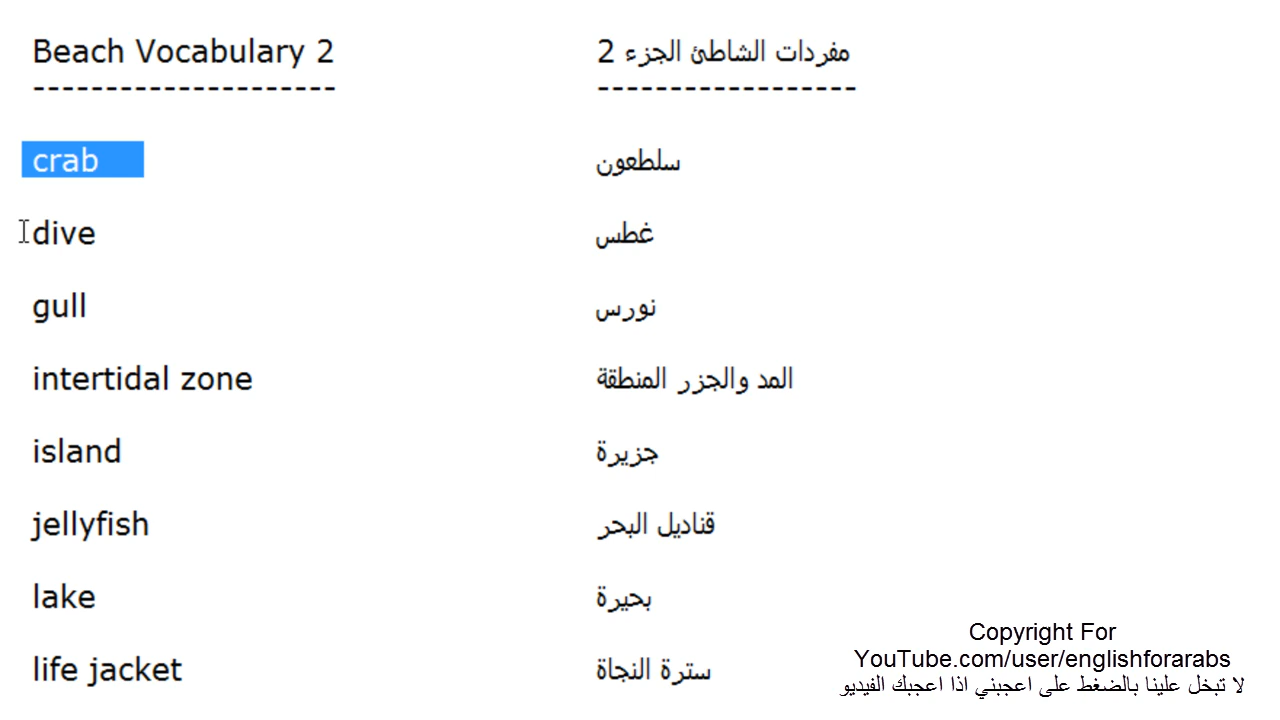 Beach Vocabulary 2 مفردات الشاطئ الجزء 2
--------------------- ------------------
crab سلطعون
dive غطس
gull نورس
intertidal zone المد والجزر المنطقة
island جزيرة
jellyfish قناديل البحر
lake بحيرة
life jacket سترة النجاة
Copyright For
YouTube.com/user/englishforarabs
لا تبخل علينا بالضغط على اعجبني اذا اعجبك الفيديو